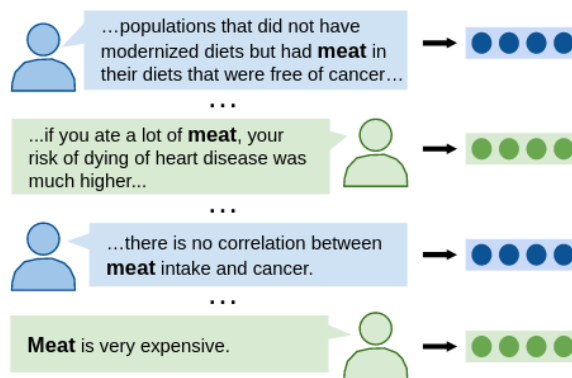 …populations that did not have
modernized diets but had meat in
their diets that were free of cancer…
...
...if you ate a lot of meat, your
risk of dying of heart disease was
much higher...
...
…there is no correlation between
meat intake and cancer.
...
Meat is very expensive.